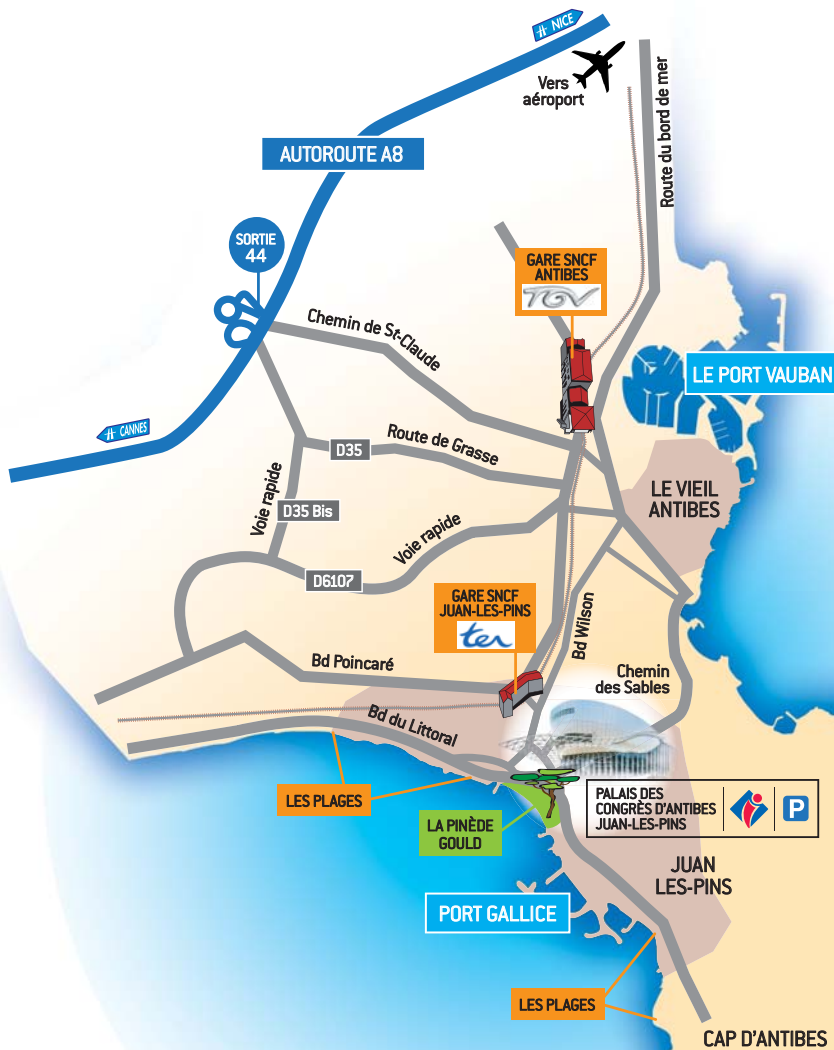 NICE
Vers
aéroport
Route du bord de mer
AUTOROUTE A8
SORTIE
44
GARE SNCF
ANTIBES
TGV
Chemin de St-Claude
LE PORT VAUBAN
CANNES
D35
Route de Grasse
LE VIEIL
ANTIBES
Voie rapide
D35 Bis
Voie rapide
D6107
GARE SNCF
JUAN-LES-PINS
ter
Bd Wilson
Bd Poincaré
Chemin
des Sables
Bd du Littoral
LES PLAGES
PALAIS DES
CONGRÈS D'ANTIBES
JUAN-LES-PINS
P
LA PINÈDE
GOULD
JUAN
LES-PINS
PORT GALLICE
LES PLAGES
CAP D'ANTIBES